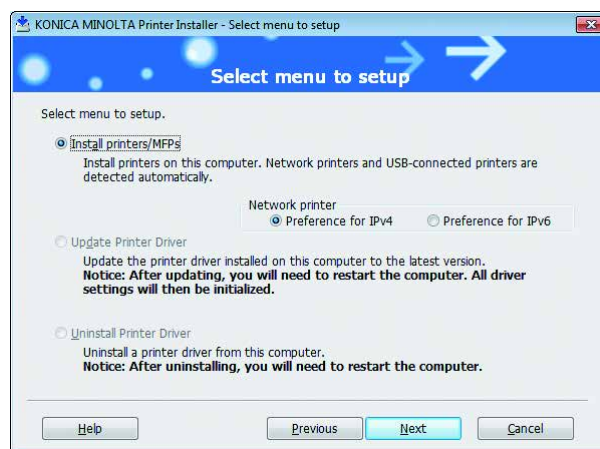 KONICA MINOLTA Printer Installer - Select menu to setup
Select menu to setup
Select menu to setup.
Install printers/MFPs
Install printers on this computer. Network printers and USB-connected printers are
detected automatically.
Network printer
Preference for IPv4
Preference for IPv6
Update Printer Driver
Update the printer driver installed on this computer to the latest version.
Notice: After updating, you will need to restart the computer. All driver
settings will then be initialized.
Uninstall Printer Driver
Uninstall a printer driver from this computer.
Notice: After uninstalling, you will need to restart the computer.
Help
Previous
Next
Cancel